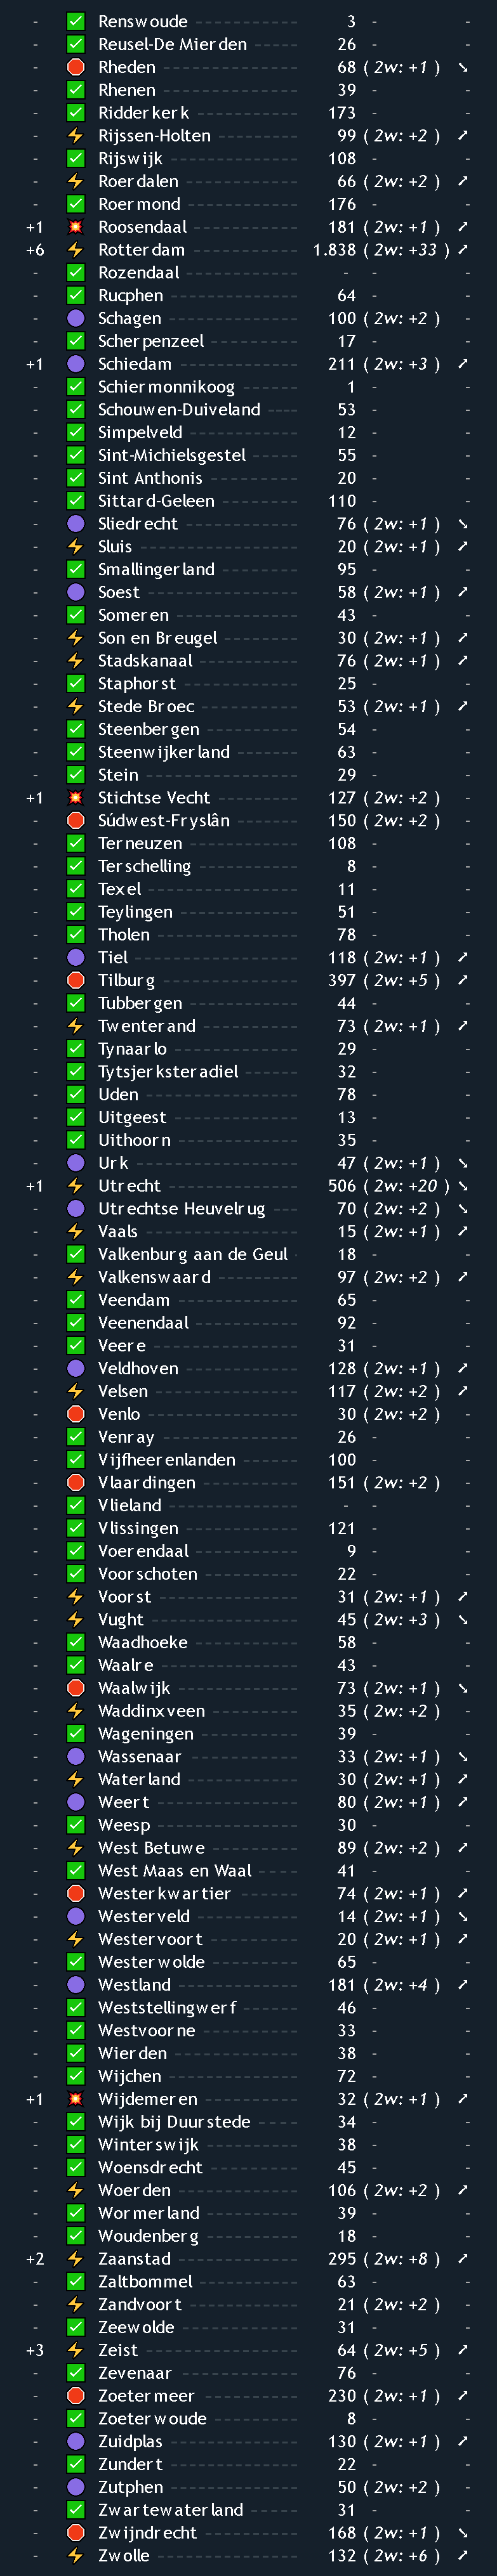 - ✅ Renswoude ----------- 3 - -
- ✅ Reusel-De Mierden ----- 26 - -
- 🛑 Rheden ----------- 68 ( 2w: +1 ) ↘
- ✅ Rhenen ----------- 39 - -
- ✅ Ridderkerk ----------- 173 - -
- ⚡ Rijssen-Holten ----------- 99 ( 2w: +2 ) ↗
- ✅ Rijswijk ----------- 108 - -
- ⚡ Roerdalen ----------- 66 ( 2w: +2 ) ↗
- ✅ Roermond ----------- 176 - -
+1 💥 Roosendaal ----------- 181 ( 2w: +1 ) ↗
+6 ⚡ Rotterdam ----------- 1.838 ( 2w: +33 ) ↗
- ✅ Rozendaal ----------- - - -
- ✅ Rucphen ----------- 64 - -
- 🟣 Schagen ----------- 100 ( 2w: +2 ) -
- ✅ Scherpenzeel ----------- 17 - -
+1 🟣 Schiedam ----------- 211 ( 2w: +3 ) ↗
- ✅ Schiermonnikoog ------- 1 - -
- ✅ Schouwen-Duiveland ---- 53 - -
- ✅ Simpelveld ----------- 12 - -
- ✅ Sint-Michielsgestel ------ 55 - -
- ✅ Sint Anthonis ----------- 20 - -
- ✅ Sittard-Geleen ----------- 110 - -
- 🟣 Sliedrecht ----------- 76 ( 2w: +1 ) ↘
- ⚡ Sluis ----------- 20 ( 2w: +1 ) ↗
- ✅ Smallingerland ----------- 95 - -
- 🟣 Soest ----------- 58 ( 2w: +1 ) ↗
- ✅ Someren ----------- 43 - -
- ⚡ Son en Breugel ----------- 30 ( 2w: +1 ) ↗
- ⚡ Stadskanaal ----------- 76 ( 2w: +1 ) ↗
- ✅ Staphorst ----------- 25 - -
- ⚡ Stede Broec ----------- 53 ( 2w: +1 ) ↗
- ✅ Steenbergen ----------- 54 - -
- ✅ Steenwijkerland -------- 63 - -
- ✅ Stein ----------- 29 - -
+1 💥 Stichtse Vecht ----------- 127 ( 2w: +2 ) -
- 🛑 Súdwest-Fryslân -------- 150 ( 2w: +2 ) -
- ✅ Terneuzen ----------- 108 - -
- ✅ Terschelling ----------- 8 - -
- ✅ Texel ----------- 11 - -
- ✅ Teylingen ----------- 51 - -
- ✅ Tholen ----------- 78 - -
- 🟣 Tiel ----------- 118 ( 2w: +1 ) ↗
- 🛑 Tilburg ----------- 397 ( 2w: +5 ) ↗
- ✅ Tubbergen ----------- 44 - -
- ⚡ Twenterand ----------- 73 ( 2w: +1 ) ↗
- ✅ Tynaarlo ----------- 29 - -
- ✅ Tytsjerksteradiel ------- 32 - -
- ✅ Uden ----------- 78 - -
- ✅ Uitgeest ----------- 13 - -
- ✅ Uithoorn ----------- 35 - -
- 🟣 Urk ----------- 47 ( 2w: +1 ) ↘
+1 ⚡ Utrecht ----------- 506 ( 2w: +20 ) ↘
- 🟣 Utrechtse Heuvelrug ---- 70 ( 2w: +2 ) ↘
- ⚡ Vaals ----------- 15 ( 2w: +1 ) ↗
- ✅ Valkenburg aan de Geul - 18 - -
- ⚡ Valkenswaard ----------- 97 ( 2w: +2 ) ↗
- ✅ Veendam ----------- 65 - -
- ✅ Veenendaal ----------- 92 - -
- ✅ Veere ----------- 31 - -
- 🟣 Veldhoven ----------- 128 ( 2w: +1 ) ↗
- ⚡ Velsen ----------- 117 ( 2w: +2 ) ↗
- 🛑 Venlo ----------- 30 ( 2w: +2 ) -
- ✅ Venray ----------- 26 - -
- ✅ Vijfheerenlanden ------- 100 - -
- 🛑 Vlaardingen ----------- 151 ( 2w: +2 ) -
- ✅ Vlieland ----------- - - -
- ✅ Vlissingen ----------- 121 - -
- ✅ Voerendaal ----------- 9 - -
- ✅ Voorschoten ----------- 22 - -
- ⚡ Voorst ----------- 31 ( 2w: +1 ) ↗
- ⚡ Vught ----------- 45 ( 2w: +3 ) ↘
- ✅ Waadhoeke ----------- 58 - -
- ✅ Waalre ----------- 43 - -
- 🛑 Waalwijk ----------- 73 ( 2w: +1 ) ↘
- ⚡ Waddinxveen ----------- 35 ( 2w: +2 ) -
- ✅ Wageningen ----------- 39 - -
- 🟣 Wassenaar ----------- 33 ( 2w: +1 ) ↘
- ⚡ Waterland ----------- 30 ( 2w: +1 ) ↗
- 🟣 Weert ----------- 80 ( 2w: +1 ) ↗
- ✅ Weesp ----------- 30 - -
- ⚡ West Betuwe ----------- 89 ( 2w: +2 ) ↗
- ✅ West Maas en Waal ----- 41 - -
- 🛑 Westerkwartier ----------- 74 ( 2w: +1 ) ↗
- 🟣 Westerveld ----------- 14 ( 2w: +1 ) ↘
- ⚡ Westervoort ----------- 20 ( 2w: +1 ) ↗
- ✅ Westerwolde ----------- 65 - -
- 🟣 Westland ----------- 181 ( 2w: +4 ) ↗
- ✅ Weststellingwerf -------- 46 - -
- ✅ Westvoorne ----------- 33 - -
- ✅ Wierden ----------- 38 - -
- ✅ Wijchen ----------- 72 - -
+1 💥 Wijdemeren ----------- 32 ( 2w: +1 ) ↗
- ✅ Wijk bij Duurstede ----- 34 - -
- ✅ Winterswijk ----------- 38 - -
- ✅ Woensdrecht ----------- 45 - -
- ⚡ Woerden ----------- 106 ( 2w: +2 ) ↗
- ✅ Wormerland ----------- 39 - -
- ✅ Woudenberg ----------- 18 - -
+2 ⚡ Zaanstad ----------- 295 ( 2w: +8 ) ↗
- ✅ Zaltbommel ----------- 63 - -
- ⚡ Zandvoort ----------- 21 ( 2w: +2 ) -
- ✅ Zeewolde ----------- 31 - -
+3 ⚡ Zeist ----------- 64 ( 2w: +5 ) ↗
- ✅ Zevenaar ----------- 76 - -
- 🛑 Zoetermeer ----------- 230 ( 2w: +1 ) ↗
- ✅ Zoeterwoude ----------- 8 - -
- 🟣 Zuidplas ----------- 130 ( 2w: +1 ) ↗
- ✅ Zundert ----------- 22 - -
- 🟣 Zutphen ----------- 50 ( 2w: +2 ) -
- ✅ Zwartewaterland ------- 31 - -
- 🛑 Zwijndrecht ----------- 168 ( 2w: +1 ) ↘
- ⚡ Zwolle ----------- 132 ( 2w: +6 ) ↗